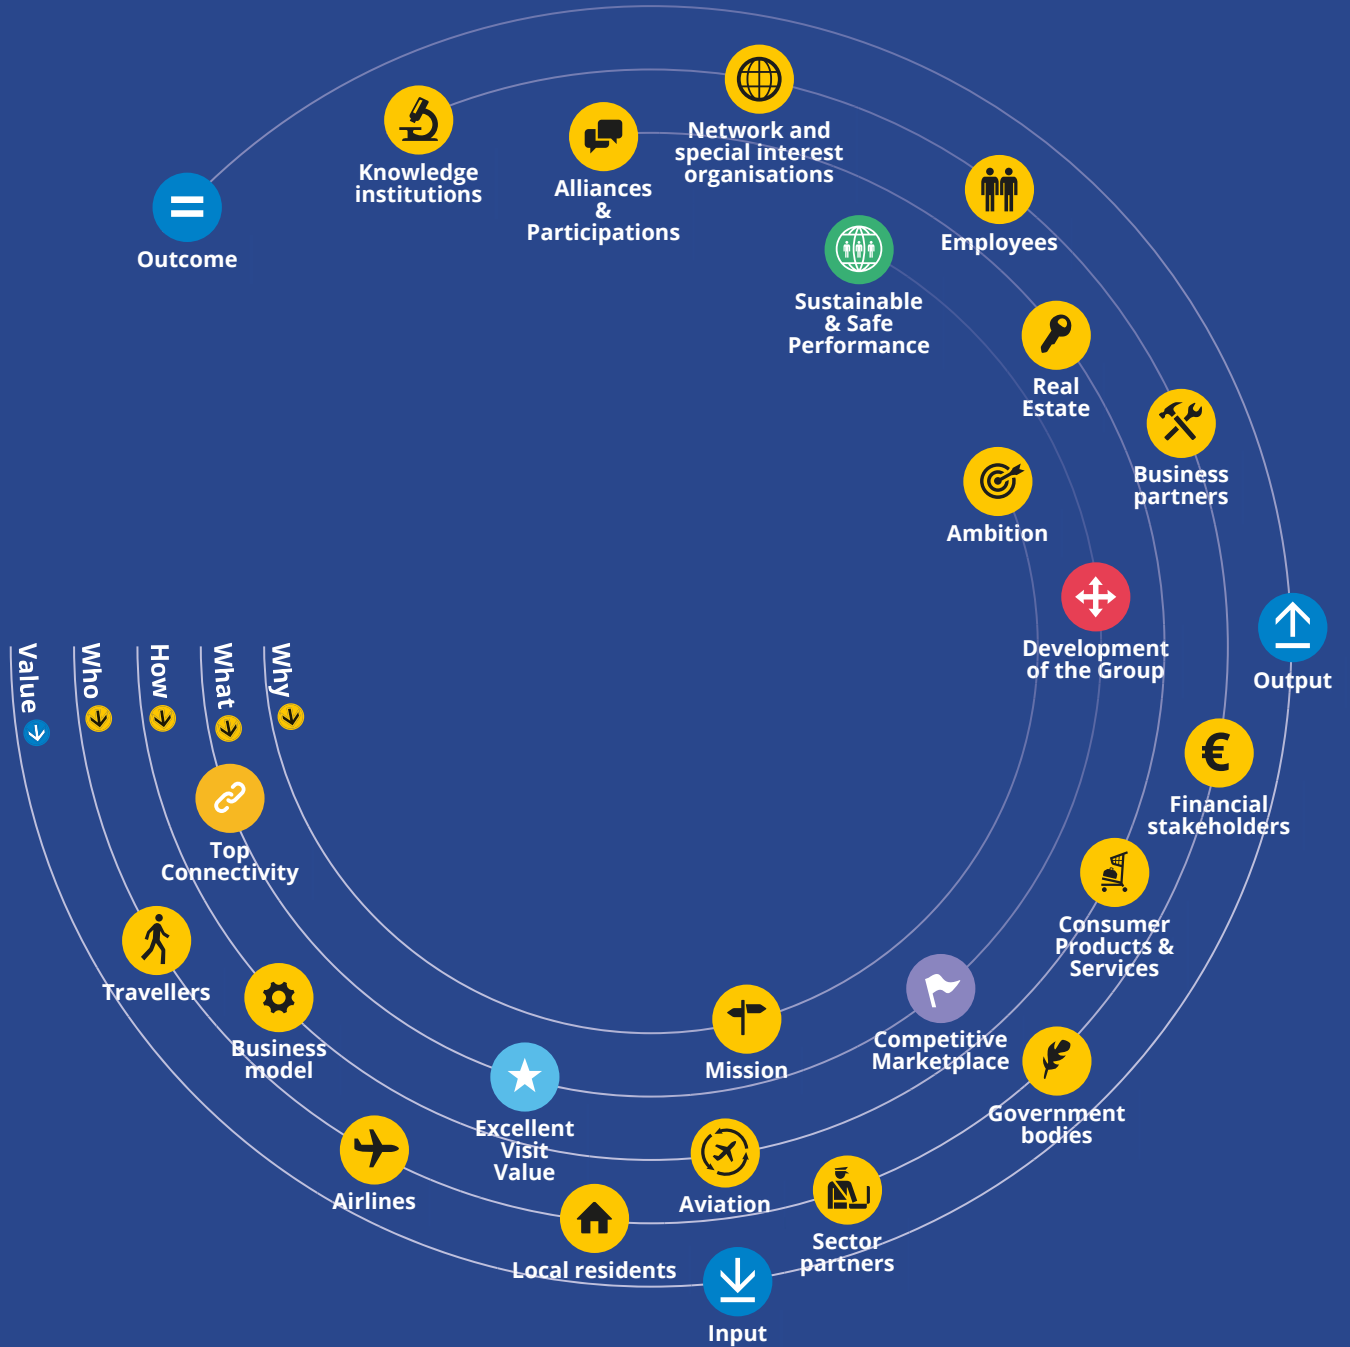 Network and
special interest
organisations
Knowledge
institutions
Alliances
&
Participations
Employees
Outcome
Sustainable
& Safe
Performance
Real
Estate
Business
partners
Ambition
Development
of the Group
Output
Value
Who
How
What
Why
Financial
stakeholders
Top
Connectivity
Consumer
Products &
Services
Travellers
Business
model
Competitive
Marketplace
Mission
Government
bodies
Excellent
Visit
Value
Airlines
Aviation
Sector
partners
Local residents
Input
€